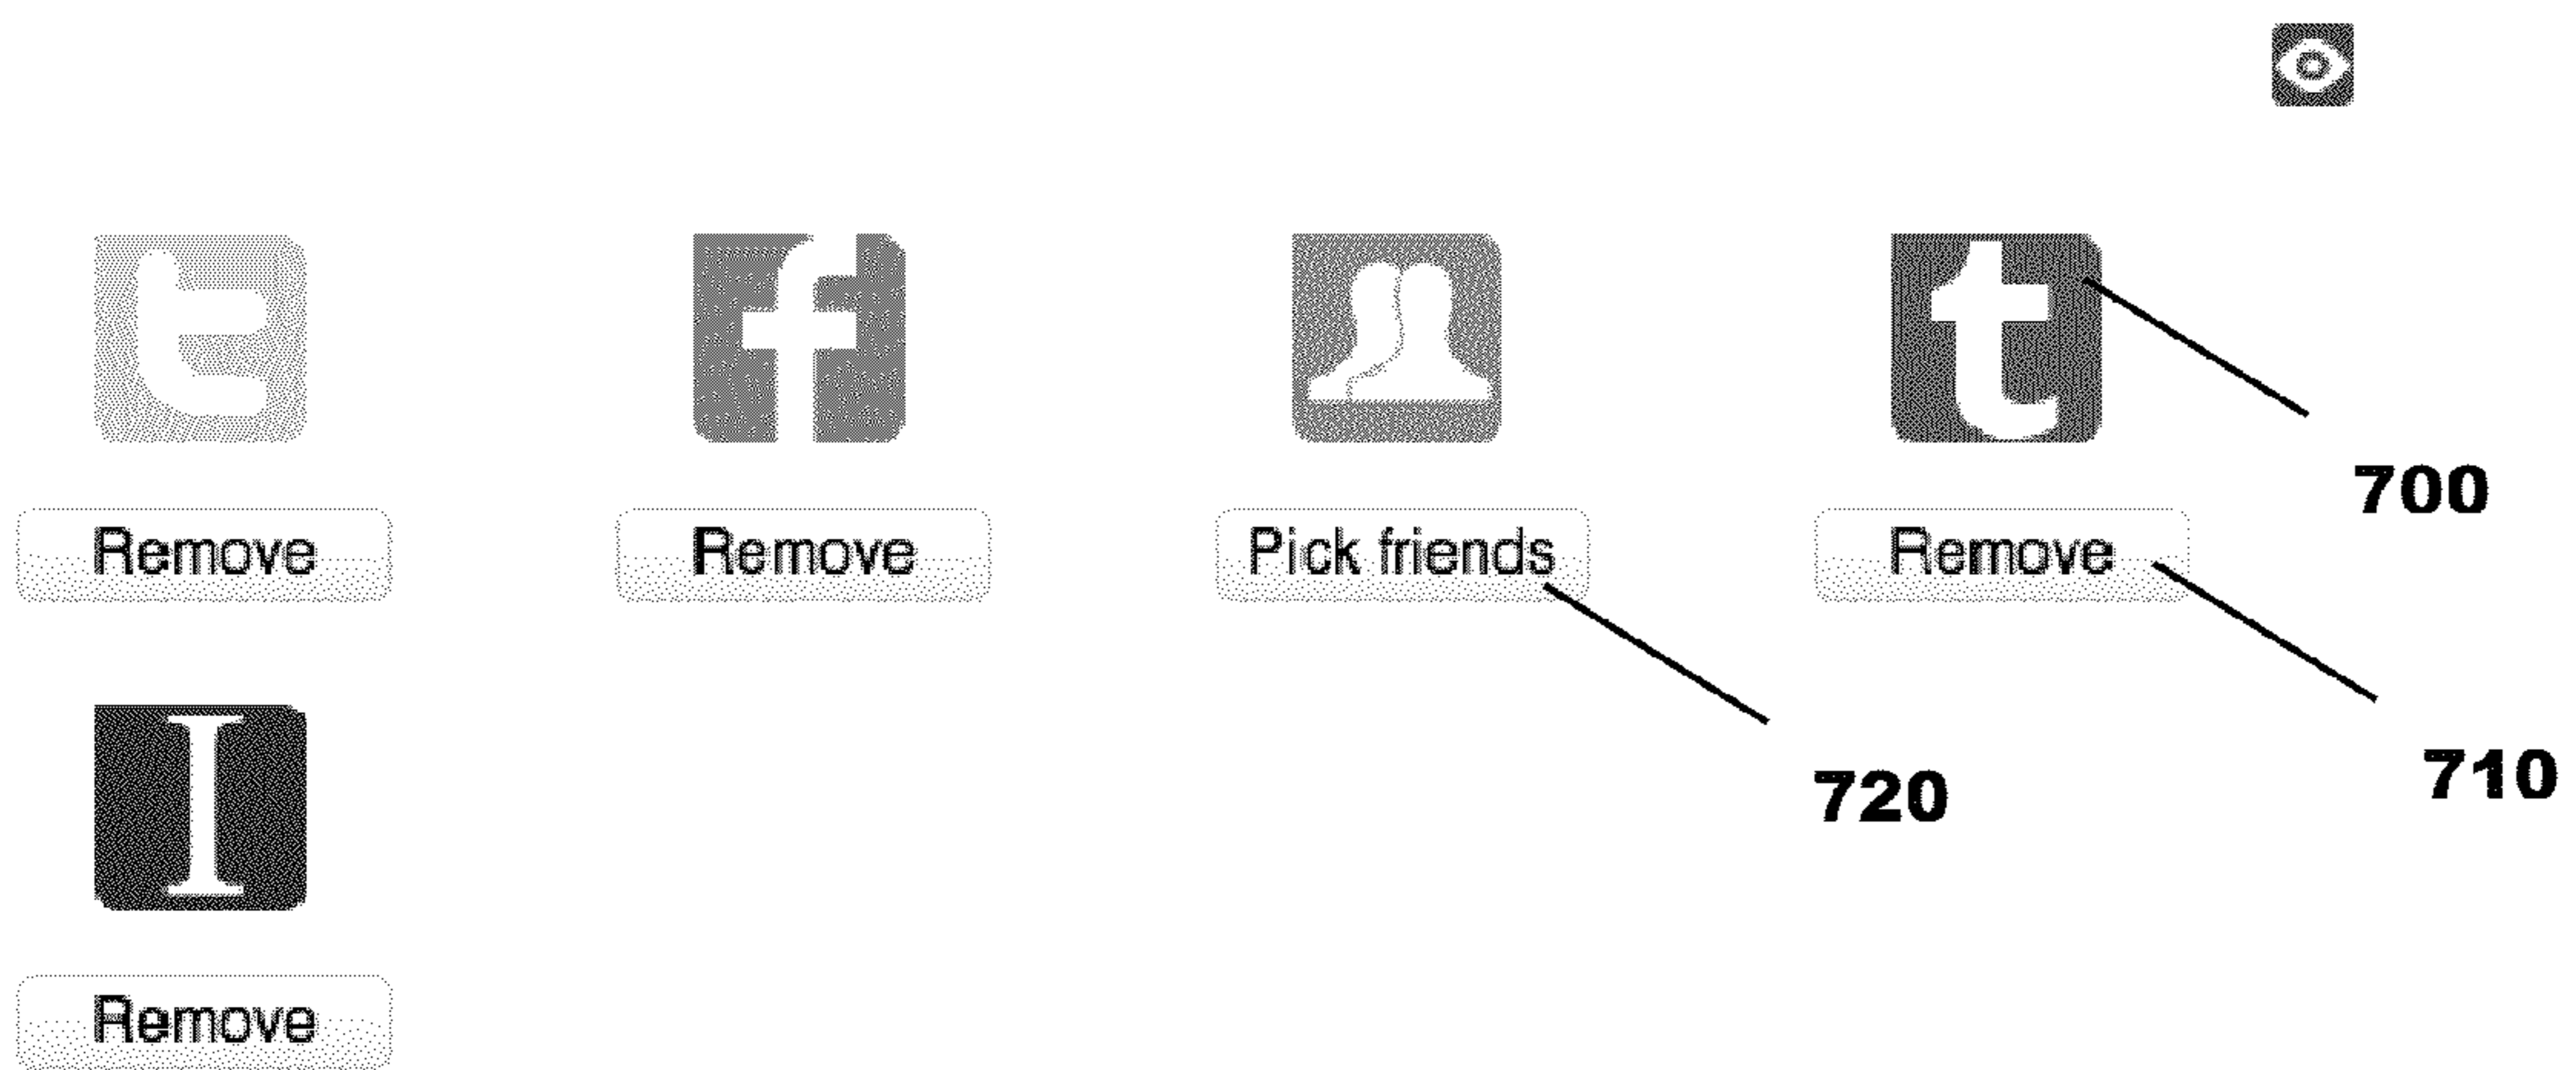 t f t
700
Remove Remove Pick friends Remove
720 710
I
Remove